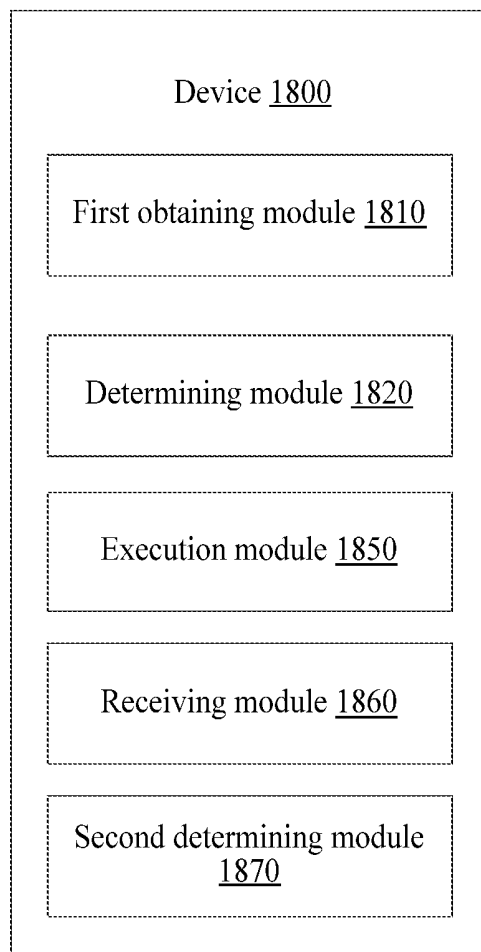 Device 1800
First obtaining module 1810
Determining module 1820
Execution module 1850
Receiving module 1860
Second determining module
1870